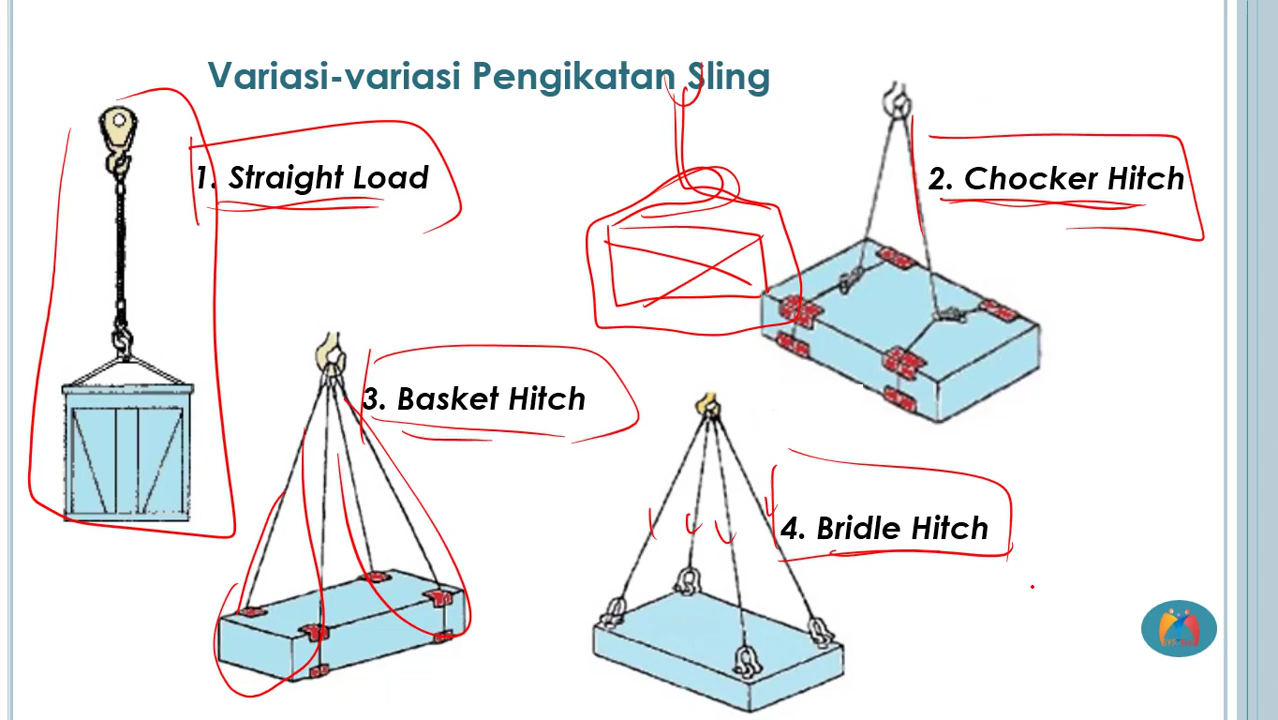 Variasi-variasi Pengikatan Sling
1. Straight Load
2. Chocker Hitch
3. Basket Hitch
4. Bridle Hitch